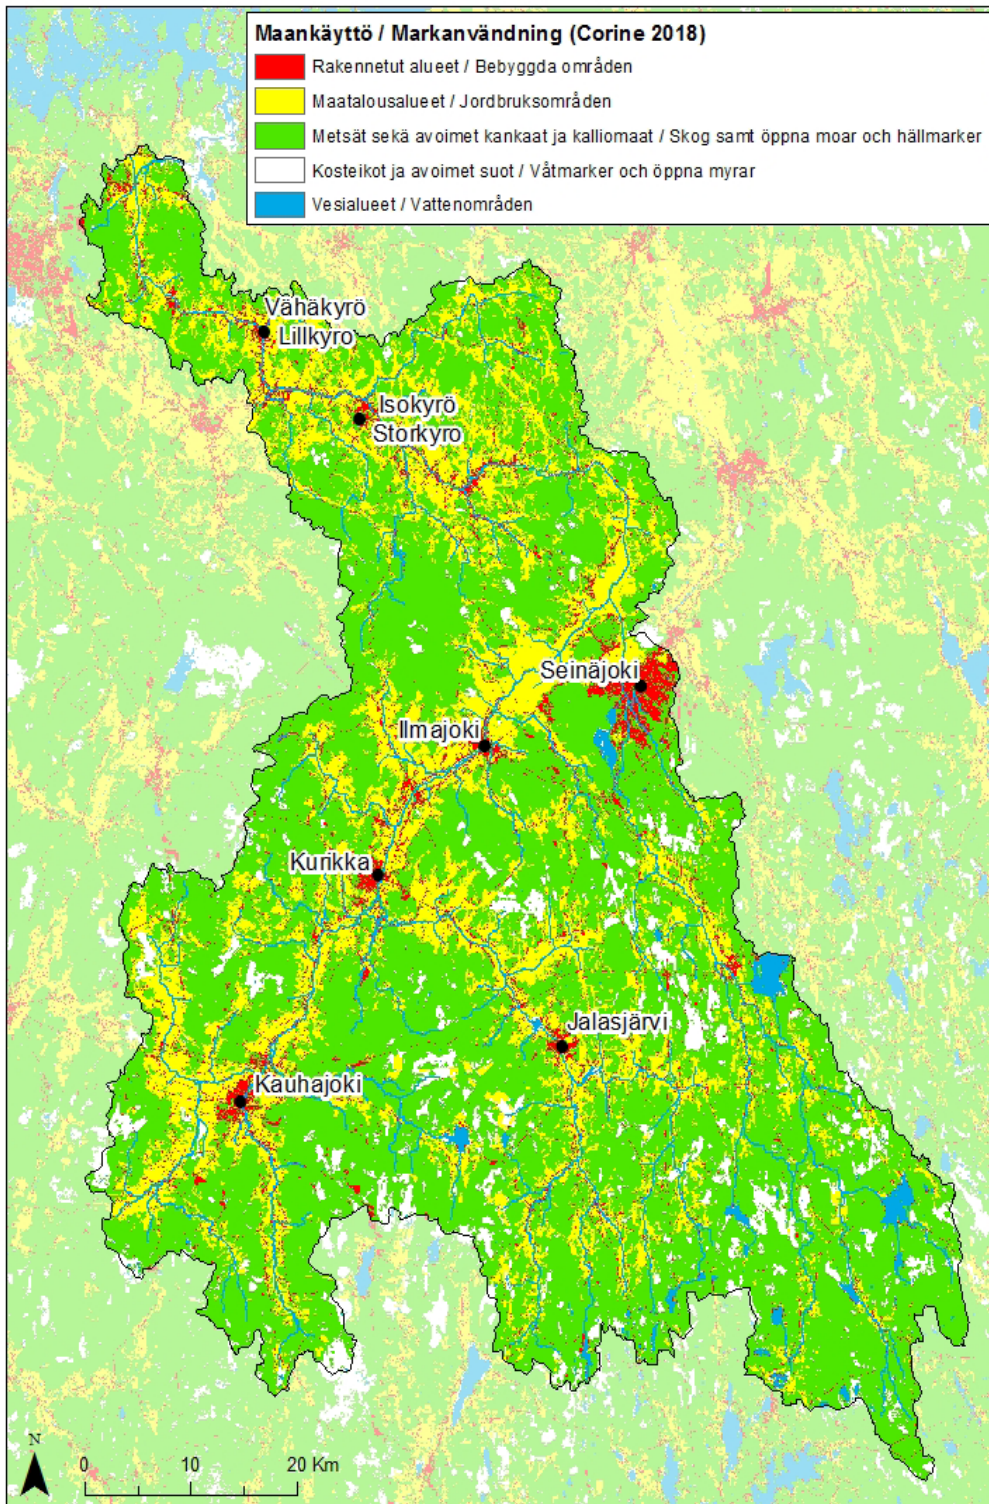 Maankäyttö / Markanvändning (Corine 2018)
Rakennetut alueet / Bebyggda områden
Maatalousalueet / Jordbruksområden
Metsät sekä avoimet kankaat ja kalliomaat / Skog samt öppna moar och hällmarker
Kosteikot ja avoimet suot / Våtmarker och öppna myrar
Vesialueet / Vattenområden
Vähäkyrö
Lillkyro
Isokyrö
Storkyro
Seinäjoki
Ilmajoki
Kurikka
Jalasjärvi
Kauhajoki
N
0 10 20 Km